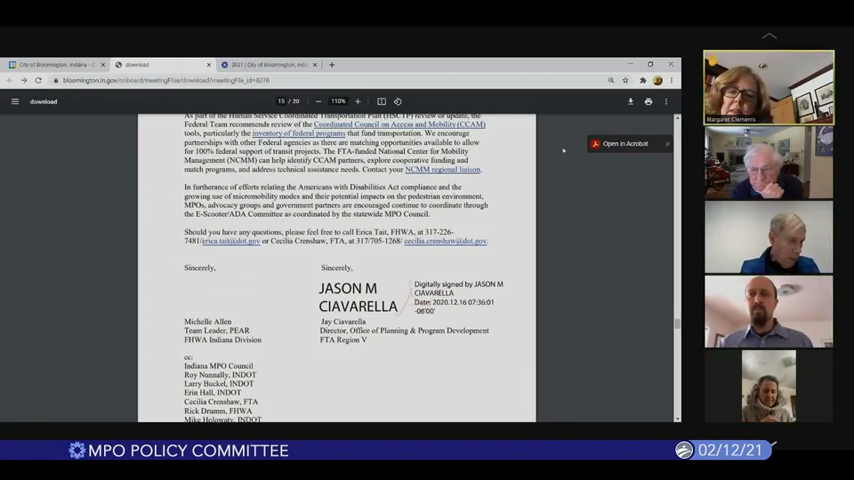 City of Bloomington, Indiana - C
download
2021 | City of Bloomington, Indi
bloomington.in.gov/onboard/meetingFiles/download?meetingFile_id=8276
download
15 / 20
110%
Open in Acrobat
As part of the Human Service Coordinated Transportation Plan (HSCTP) review or update, the
Federal Team recommends review of the Coordinated Council on Access and Mobility (CCAM)
tools, particularly the inventory of federal programs that fund transportation. We encourage
partnerships with other Federal agencies as there are matching opportunities available to allow
for 100% federal support of transit projects. The FTA-funded National Center for Mobility
Management (NCMM) can help identify CCAM partners, explore cooperative funding and
match programs, and address technical assistance needs. Contact your NCMM regional liaison.
In furtherance of efforts relating the Americans with Disabilities Act compliance and the
growing use of micromobility modes and their potential impacts on the pedestrian environment,
MPOs, advocacy groups and government partners are encouraged continue to coordinate through
the E-Scooter/ADA Committee as coordinated by the statewide MPO Council.
Should you have any questions, please feel free to call Erica Tait, FHWA, at 317-226-
7481/erica.tait@dot.gov or Cecilia Crenshaw, FTA, at 317/705-1268/ cecilia.crenshaw@dot.gov.
Sincerely,
Sincerely,
JASON M
CIAVARELLA
Digitally signed by JASON M
CIAVARELLA
Date: 2020.12.16 07:36:01
-06'00'
Michelle Allen
Team Leader, PEAR
FHWA Indiana Division
Jay Ciavarella
Director, Office of Planning & Program Development
FTA Region V
cc:
Indiana MPO Council
Roy Nunnally, INDOT
Larry Buckel, INDOT
Erin Hall, INDOT
Cecilia Crenshaw, FTA
Rick Drumm, FHWA
Mike Holowaty, INDOT
Margaret Clements
MPO POLICY COMMITTEE
02/12/21